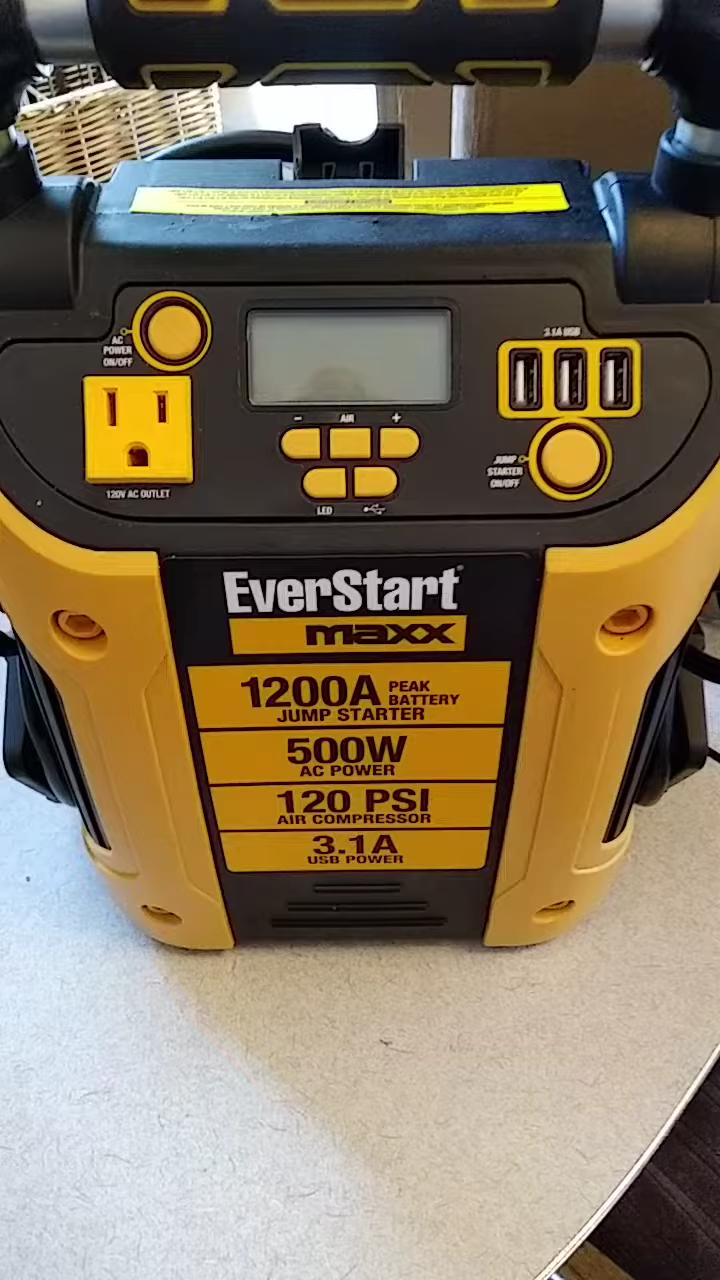 AC
POWER
ON/OFF
3.1A USB
120V AC OUTLET
- AIR +
LED
JUMP
STARTER
ON/OFF
EverStart
maxx
1200A PEAK
BATTERY
JUMP STARTER
500W
AC POWER
120 PSI
AIR COMPRESSOR
3.1A
USB POWER